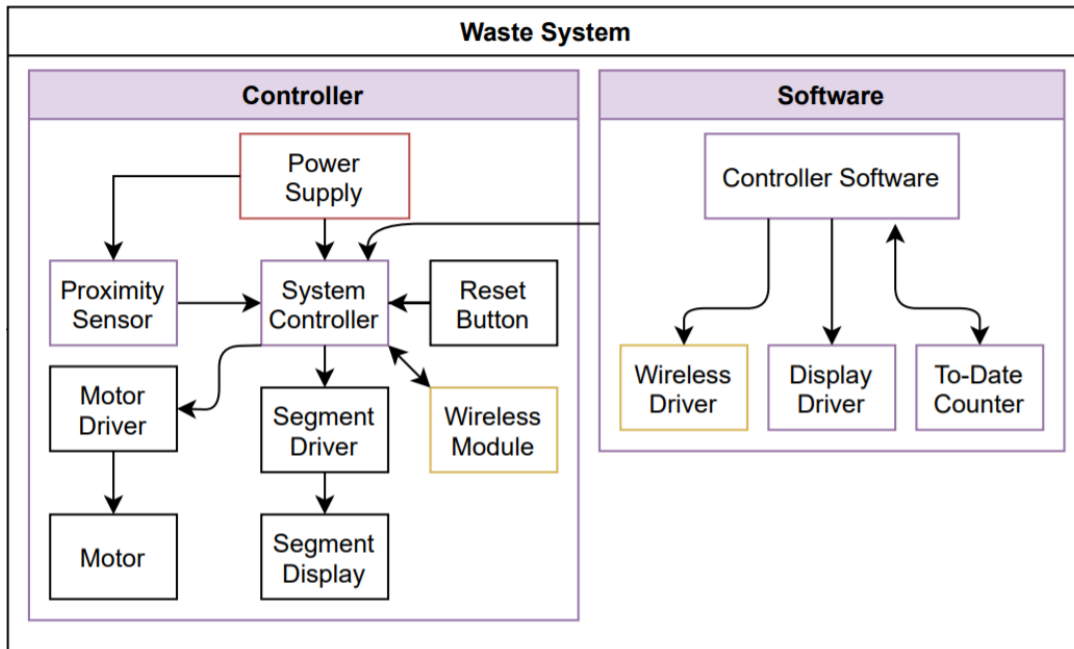 Waste System
Controller
Software
Power
Supply
Controller Software
Proximity
Sensor
System
Controller
Reset
Button
Wireless
Driver
Display
Driver
To-Date
Counter
Motor
Driver
Segment
Driver
Wireless
Module
Motor
Segment
Display